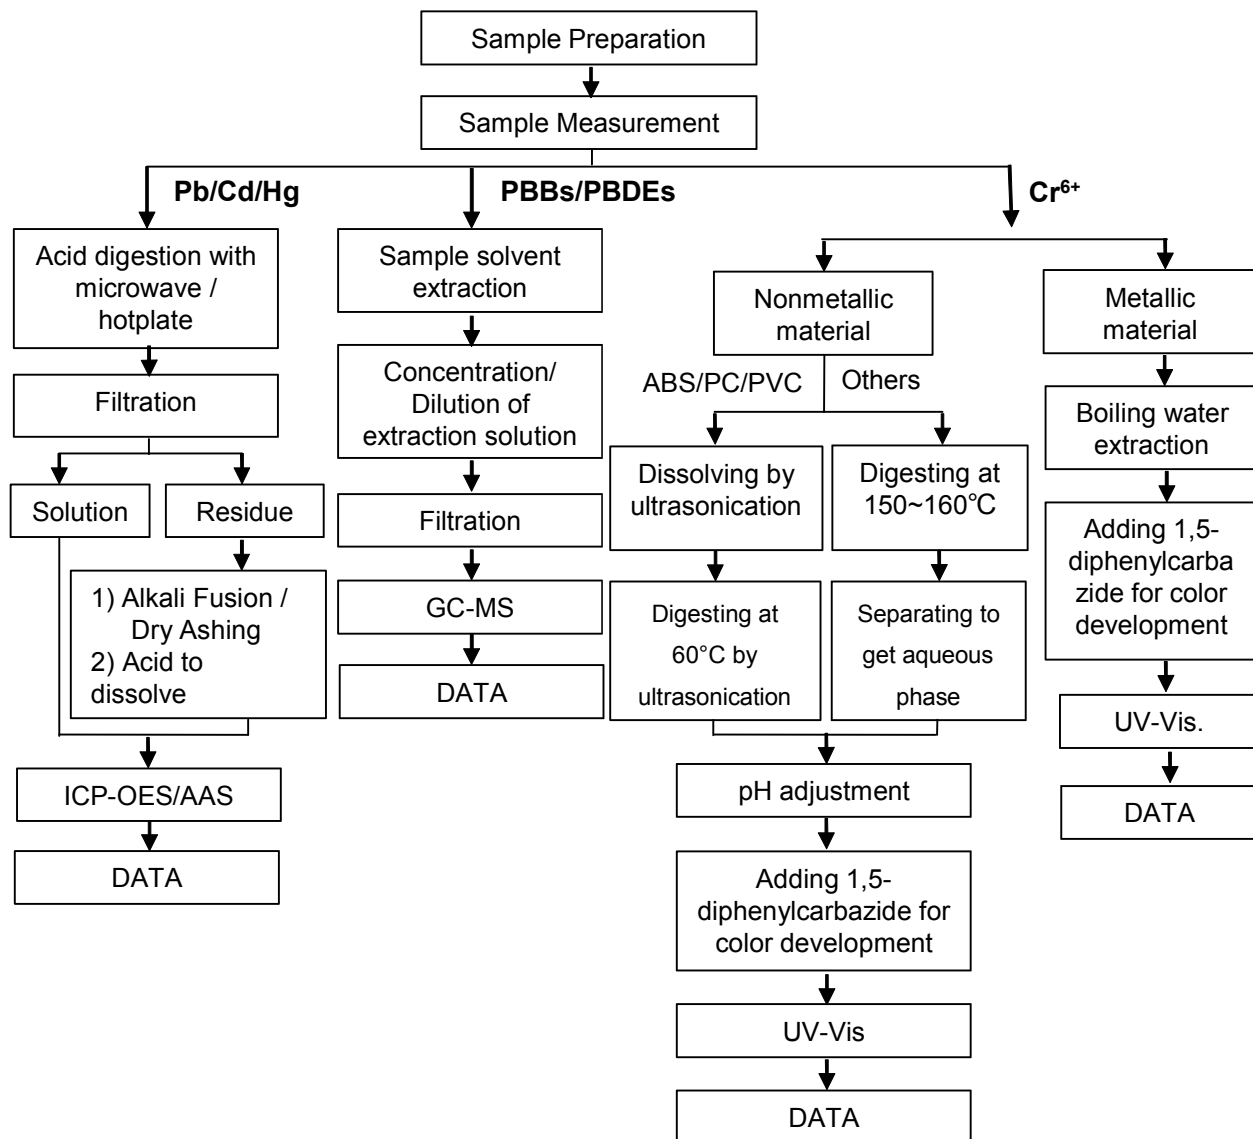 Sample Preparation
Sample Measurement
Pb/Cd/Hg
PBBs/PBDEs
Cr⁶⁺
Acid digestion with
microwave /
hotplate
Filtration
Solution
Residue
1) Alkali Fusion /
Dry Ashing
2) Acid to
dissolve
ICP-OES/AAS
DATA
Sample solvent
extraction
Concentration/
Dilution of
extraction solution
Filtration
GC-MS
DATA
Nonmetallic
material
ABS/PC/PVC
Others
Dissolving by
ultrasonication
Digesting at
60°C by
ultrasonication
Digesting at
150~160℃
Separating to
get aqueous
phase
pH adjustment
Adding 1,5-
diphenylcarbazide for
color development
UV-Vis
DATA
Metallic
material
Boiling water
extraction
Adding 1,5-
diphenylcarba
zide for color
development
UV-Vis.
DATA